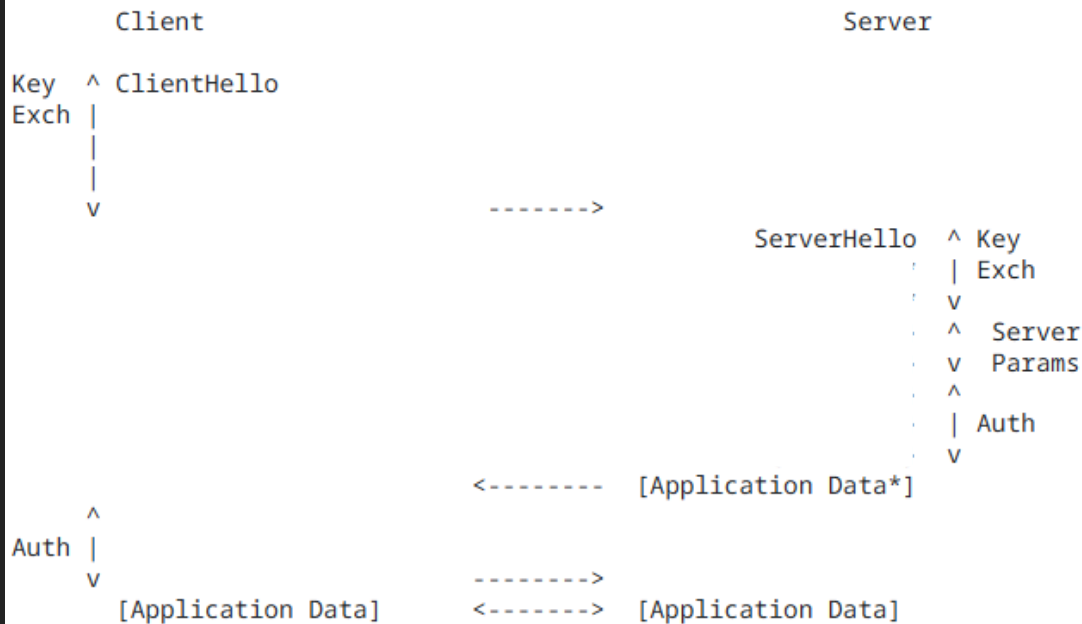 Client                                           Server
Key  ^ ClientHello
Exch |
|
|
v                          ------->
ServerHello  ^ Key
| Exch
v
^  Server
v  Params
^
| Auth
v
<--------  [Application Data*]
^
Auth |
v                         -------->
[Application Data]      <------->  [Application Data]